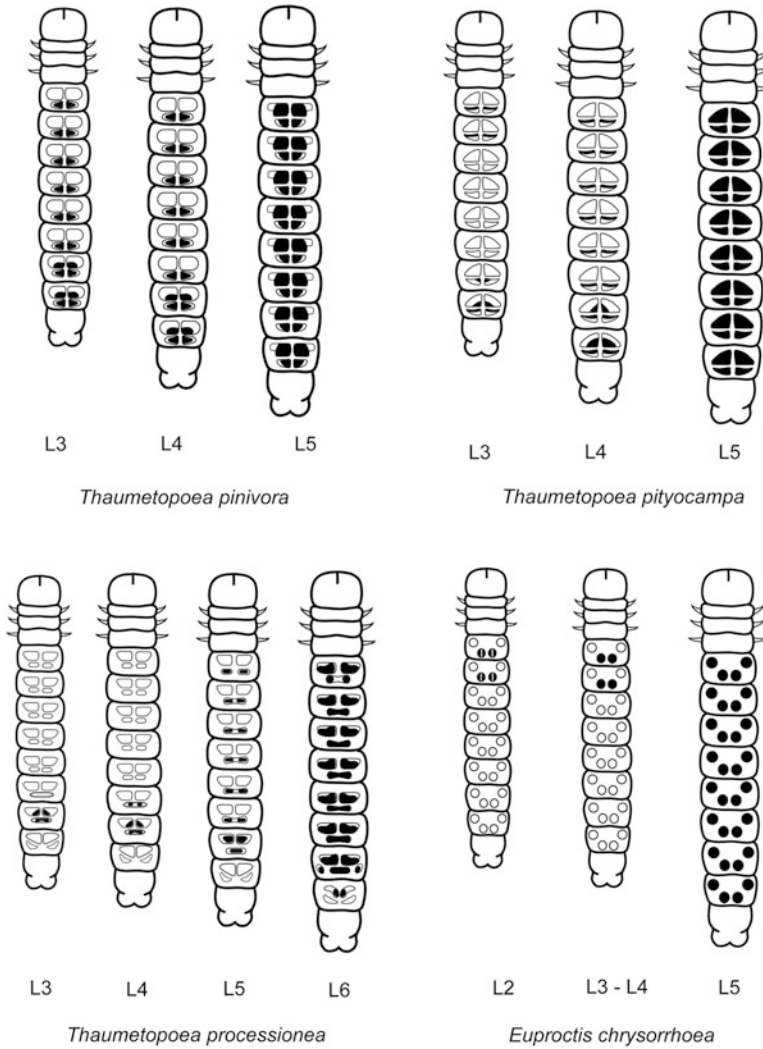 L3 L4 L5
Thaumetopoea pinivora
L3 L4 L5
Thaumetopoea pityocampa
L3 L4 L5 L6
Thaumetopoea processionea
L2 L3 - L4 L5
Euproctis chrysorrhoea